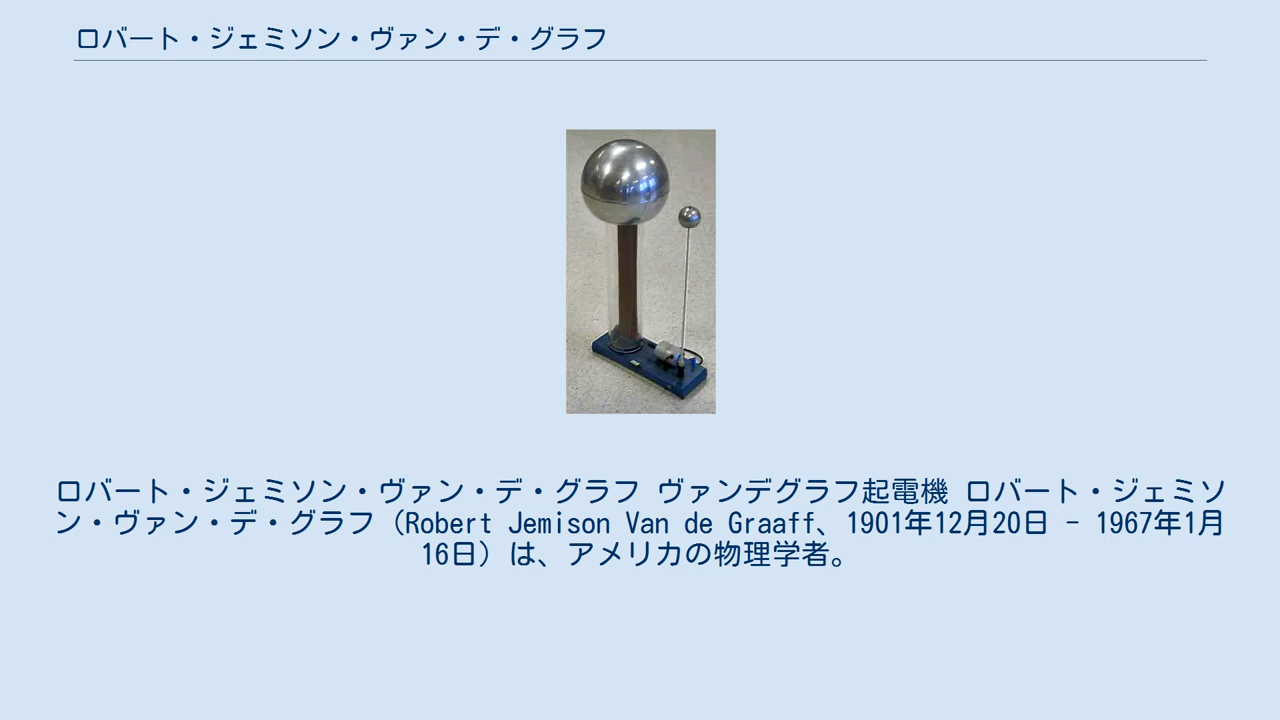 ロバート・ジェミソン・ヴァン・デ・グラフ
ロバート・ジェミソン・ヴァン・デ・グラフ ヴァンデグラフ起電機 ロバート・ジェミソ
ン・ヴァン・デ・グラフ（Robert Jemison Van de Graaff、1901年12月20日 - 1967年1月
16日）は、アメリカの物理学者。